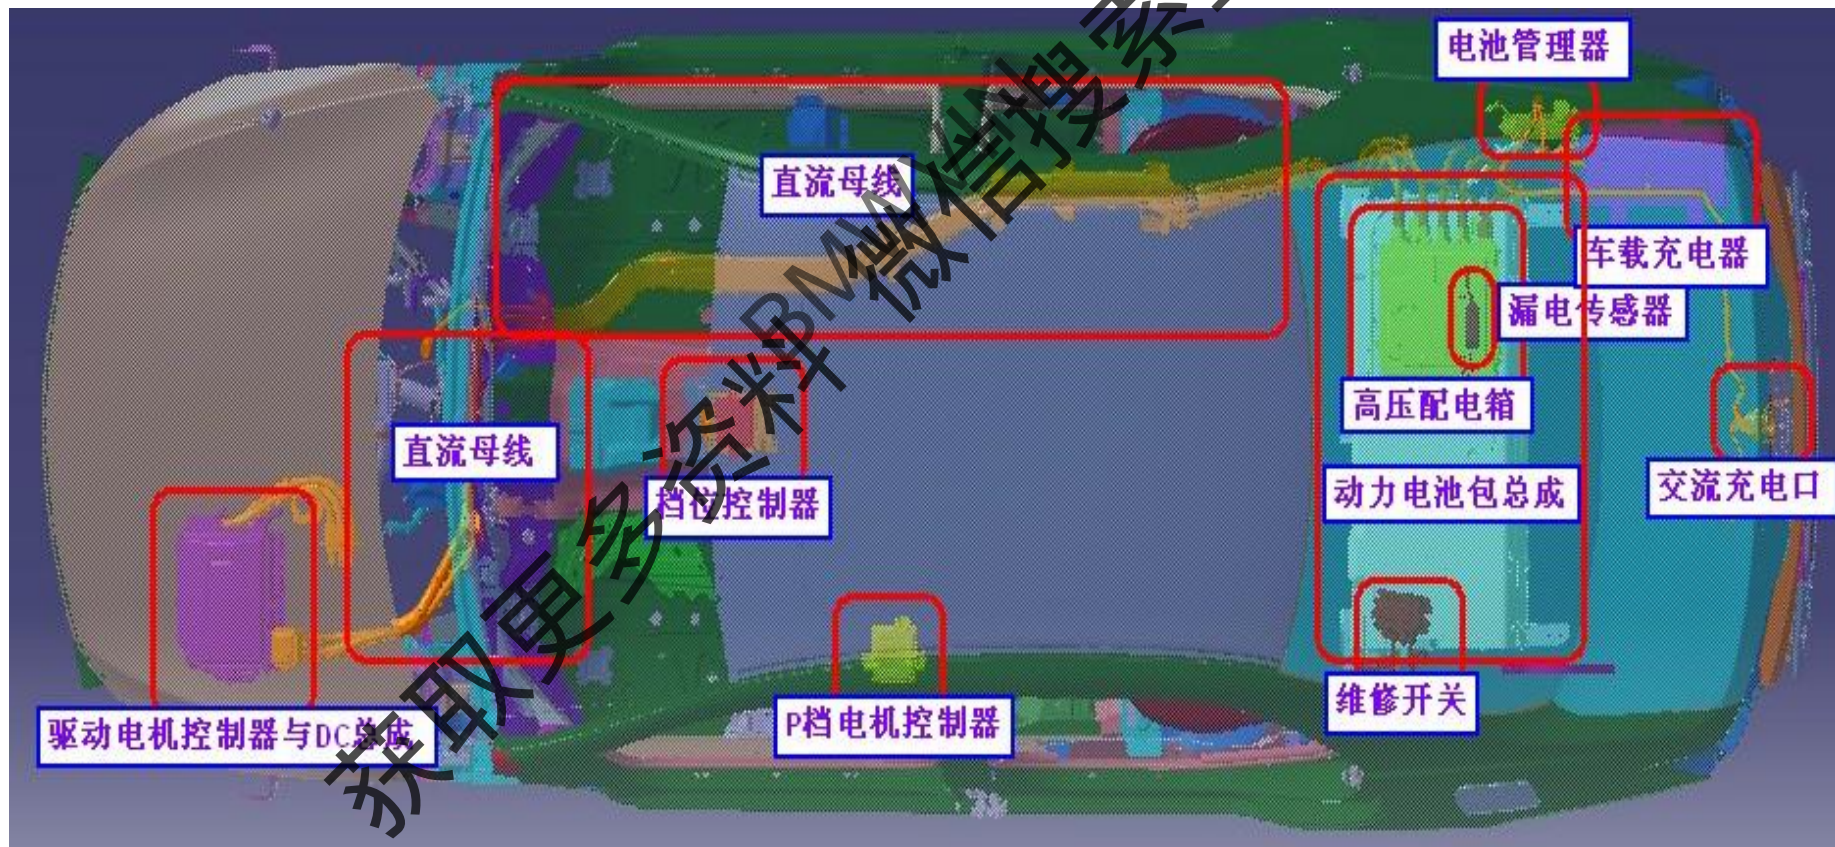 电池管理器
直流母线
车载充电器
漏电传感器
高压配电箱
直流母线
档位控制器
动力电池包总成
交流充电口
维修开关
P档电机控制器
驱动电机控制器与DC总成
获取更多资料 BMW 微信搜索